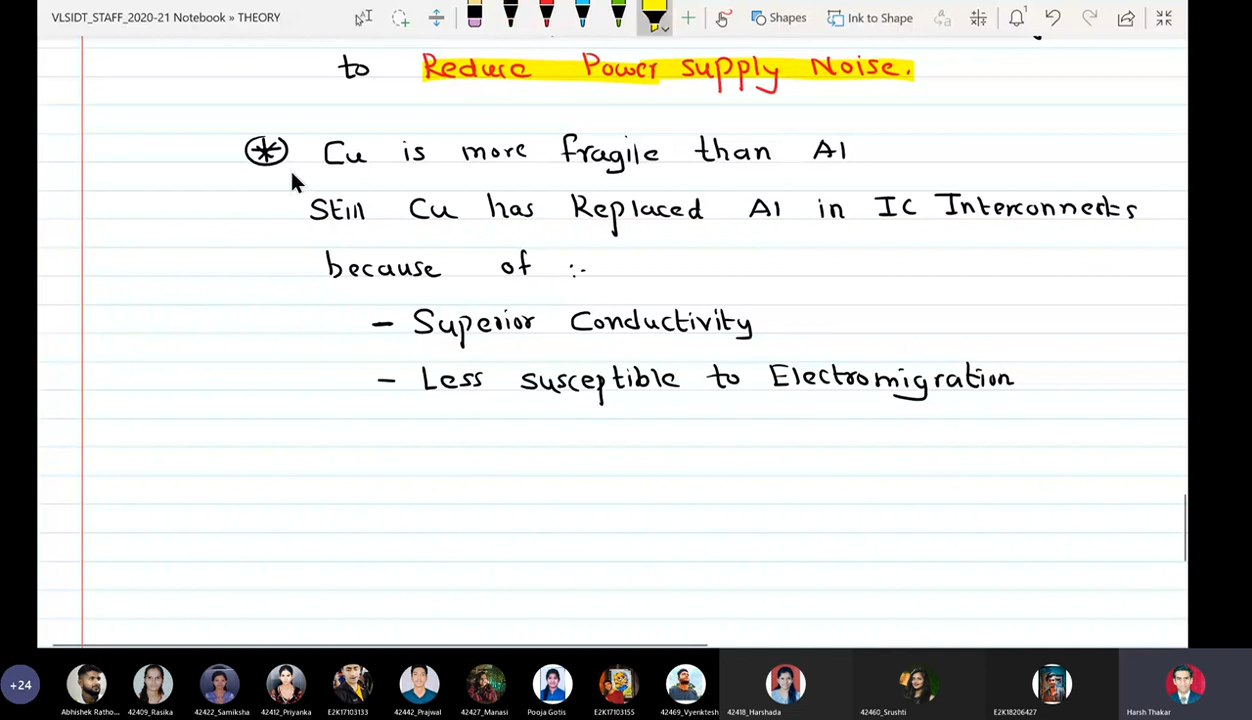 VLSIDT_STAFF_2020-21 Notebook » THEORY
Shapes
Ink to Shape
to Reduce Power supply Noise.
Cu is more fragile than Al
Still Cu has Replaced Al in IC Interconnects
because of :-
- Superior Conductivity
- Less susceptible to Electromigration
+24
Abhishek Ratho...
42409_Rasika
42422_Samiksha
42412_Priyanka
E2K17103133
42442_Prajwal
42427_Manasi
Pooja Gotis
E2K17103155
42469_Vyenktesh
42418_Harshada
42460_Srushti
E2K18206427
Harsh Thakar